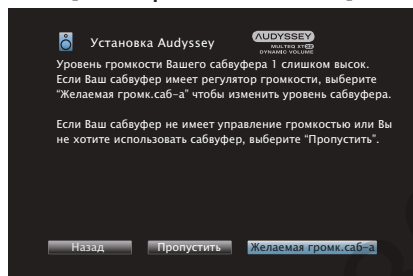 Установка Audyssey
AUDYSSEY
MULTEQ XT32
DYNAMIC VOLUME
Уровень громкости Вашего сабвуфера 1 слишком высок.
Если Ваш сабвуфер имеет регулятор громкости, выберите
"Желаемая громк.саб-а" чтобы изменить уровень сабвуфера.
Если Ваш сабвуфер не имеет управление громкостью или Вы
не хотите использовать сабвуфер, выберите "Пропустить".
Назад
Пропустить
Желаемая громк.саб-а